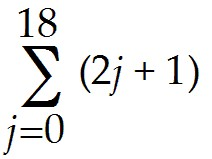 18
∑ (2j + 1)
j=0